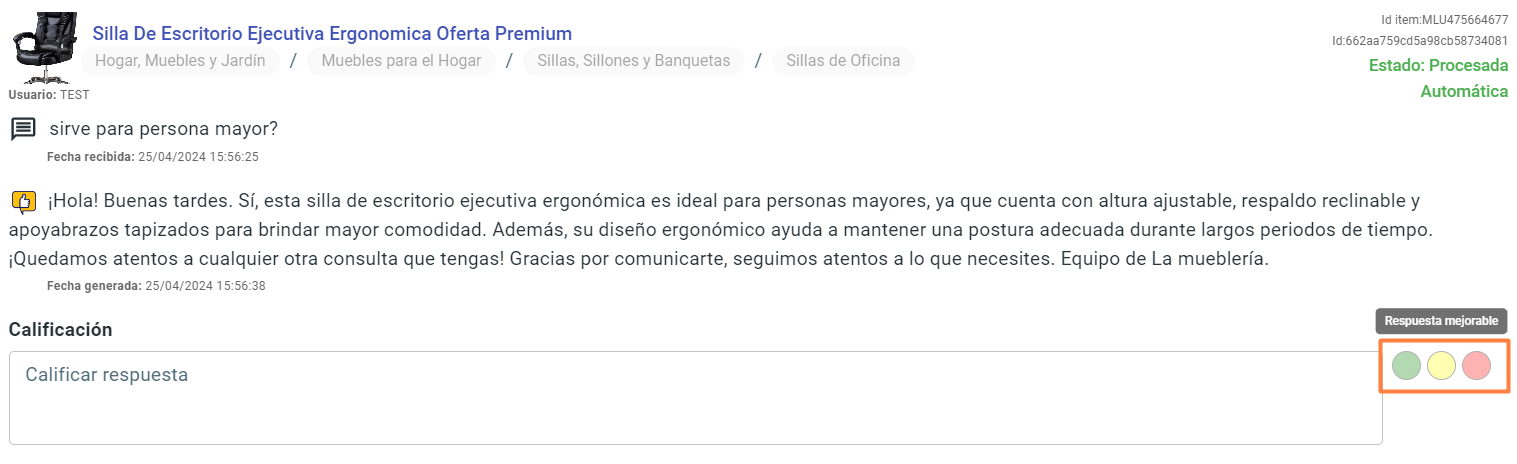 Silla De Escritorio Ejecutiva Ergonomica Oferta Premium
Id item:MLU475664677
Id:662aa759cd5a98cb58734081
Hogar, Muebles y Jardín / Muebles para el Hogar / Sillas, Sillones y Banquetas / Sillas de Oficina
Estado: Procesada
Automática
Usuario: TEST
sirve para persona mayor?
Fecha recibida: 25/04/2024 15:56:25
¡Hola! Buenas tardes. Sí, esta silla de escritorio ejecutiva ergonómica es ideal para personas mayores, ya que cuenta con altura ajustable, respaldo reclinable y
apoyabrazos tapizados para brindar mayor comodidad. Además, su diseño ergonómico ayuda a mantener una postura adecuada durante largos periodos de tiempo.
¡Quedamos atentos a cualquier otra consulta que tengas! Gracias por comunicarte, seguimos atentos a lo que necesites. Equipo de La mueblería.
Fecha generada: 25/04/2024 15:56:38
Calificación
Respuesta mejorable
Calificar respuesta